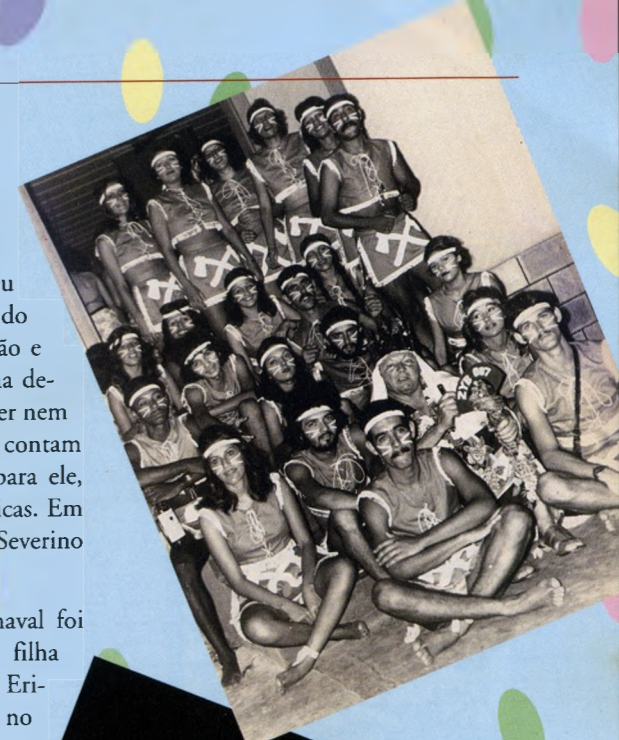 u
do
ão e
a de-
er nem
contam
para ele,
icas. Em
Severino
naval foi
filha
Eri-
no